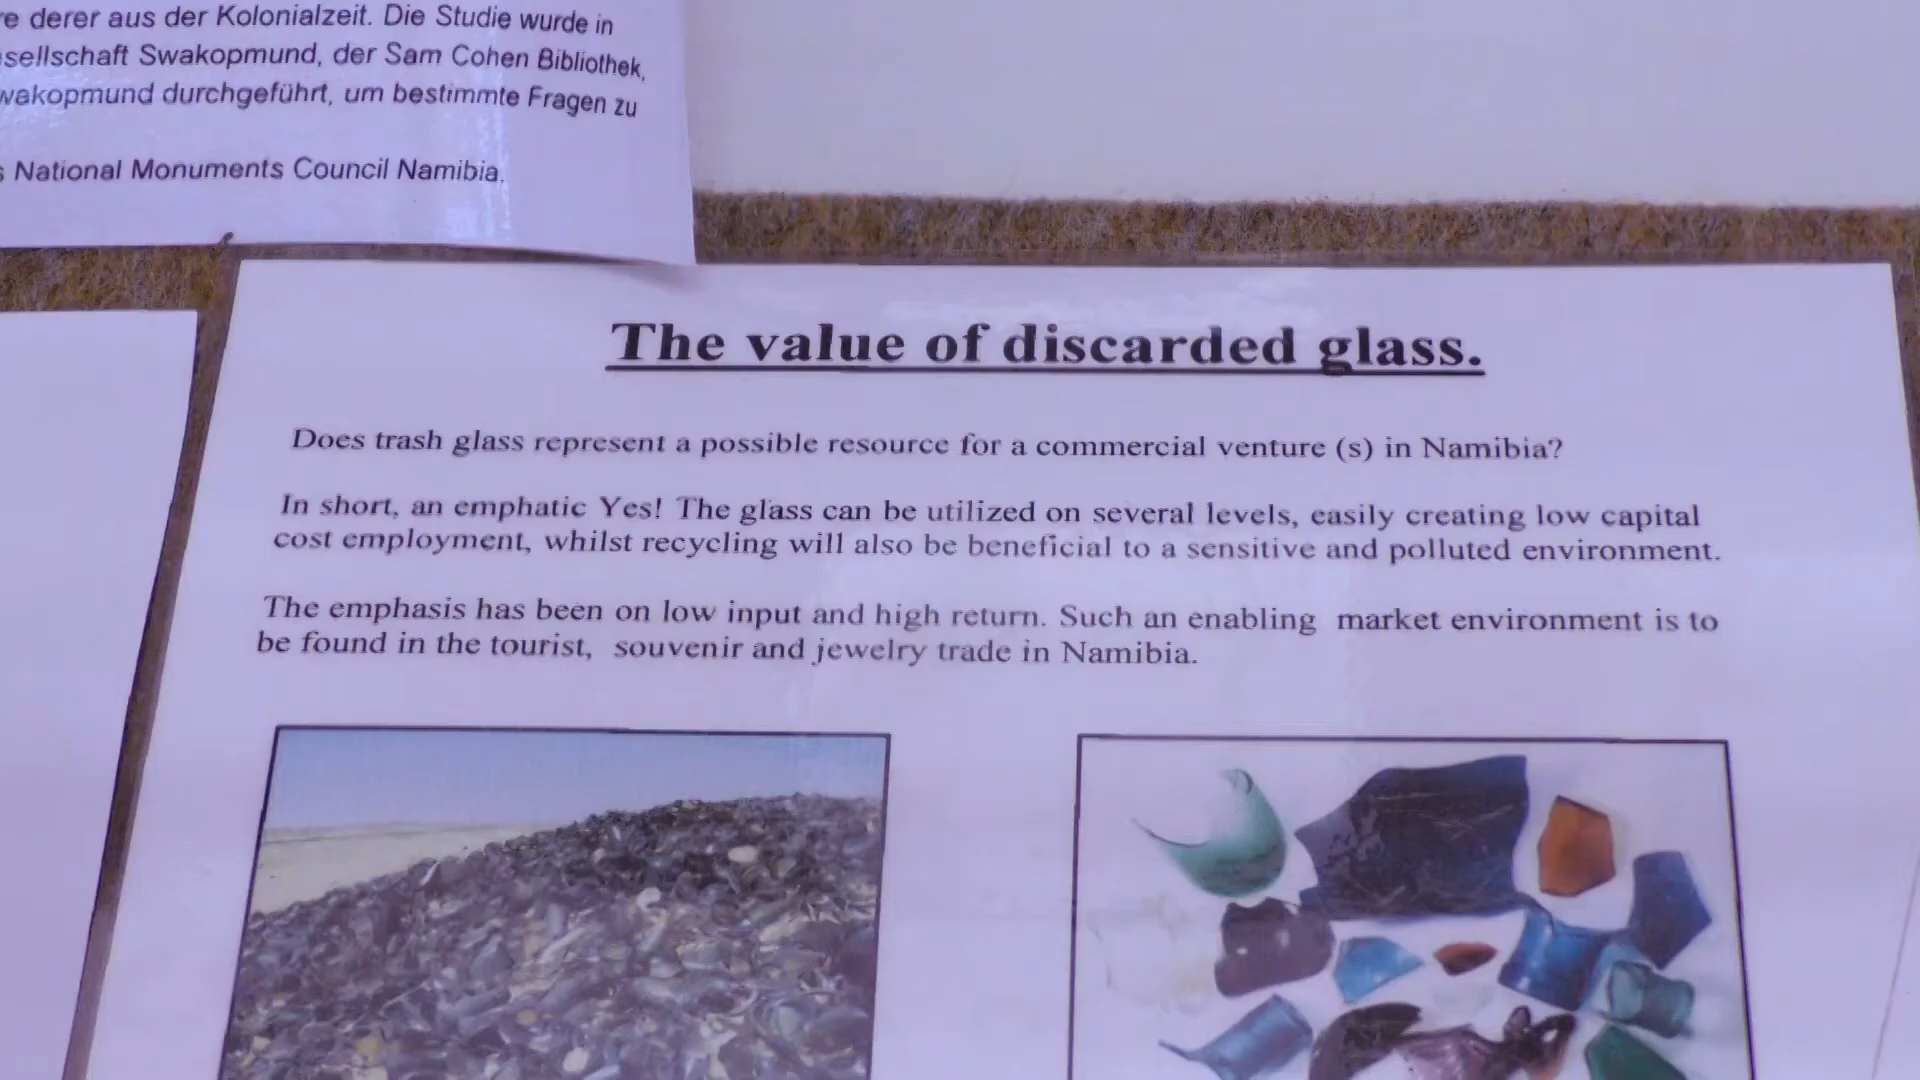 derer aus der Kolonialzeit. Die Studie wurde in
Swakopmund, der Sam Cohen Bibliothek,
durchgeführt, um bestimmte Fragen zu
National Monuments Council Namibia.
The value of discarded glass.
Does trash glass represent a possible resource for a commercial venture (s) in Namibia?
In short, an emphatic Yes! The glass can be utilized on several levels, easily creating low capital
cost employment, whilst recycling will also be beneficial to a sensitive and polluted environment.
The emphasis has been on low input and high return. Such an enabling market environment is to
be found in the tourist, souvenir and jewelry trade in Namibia.